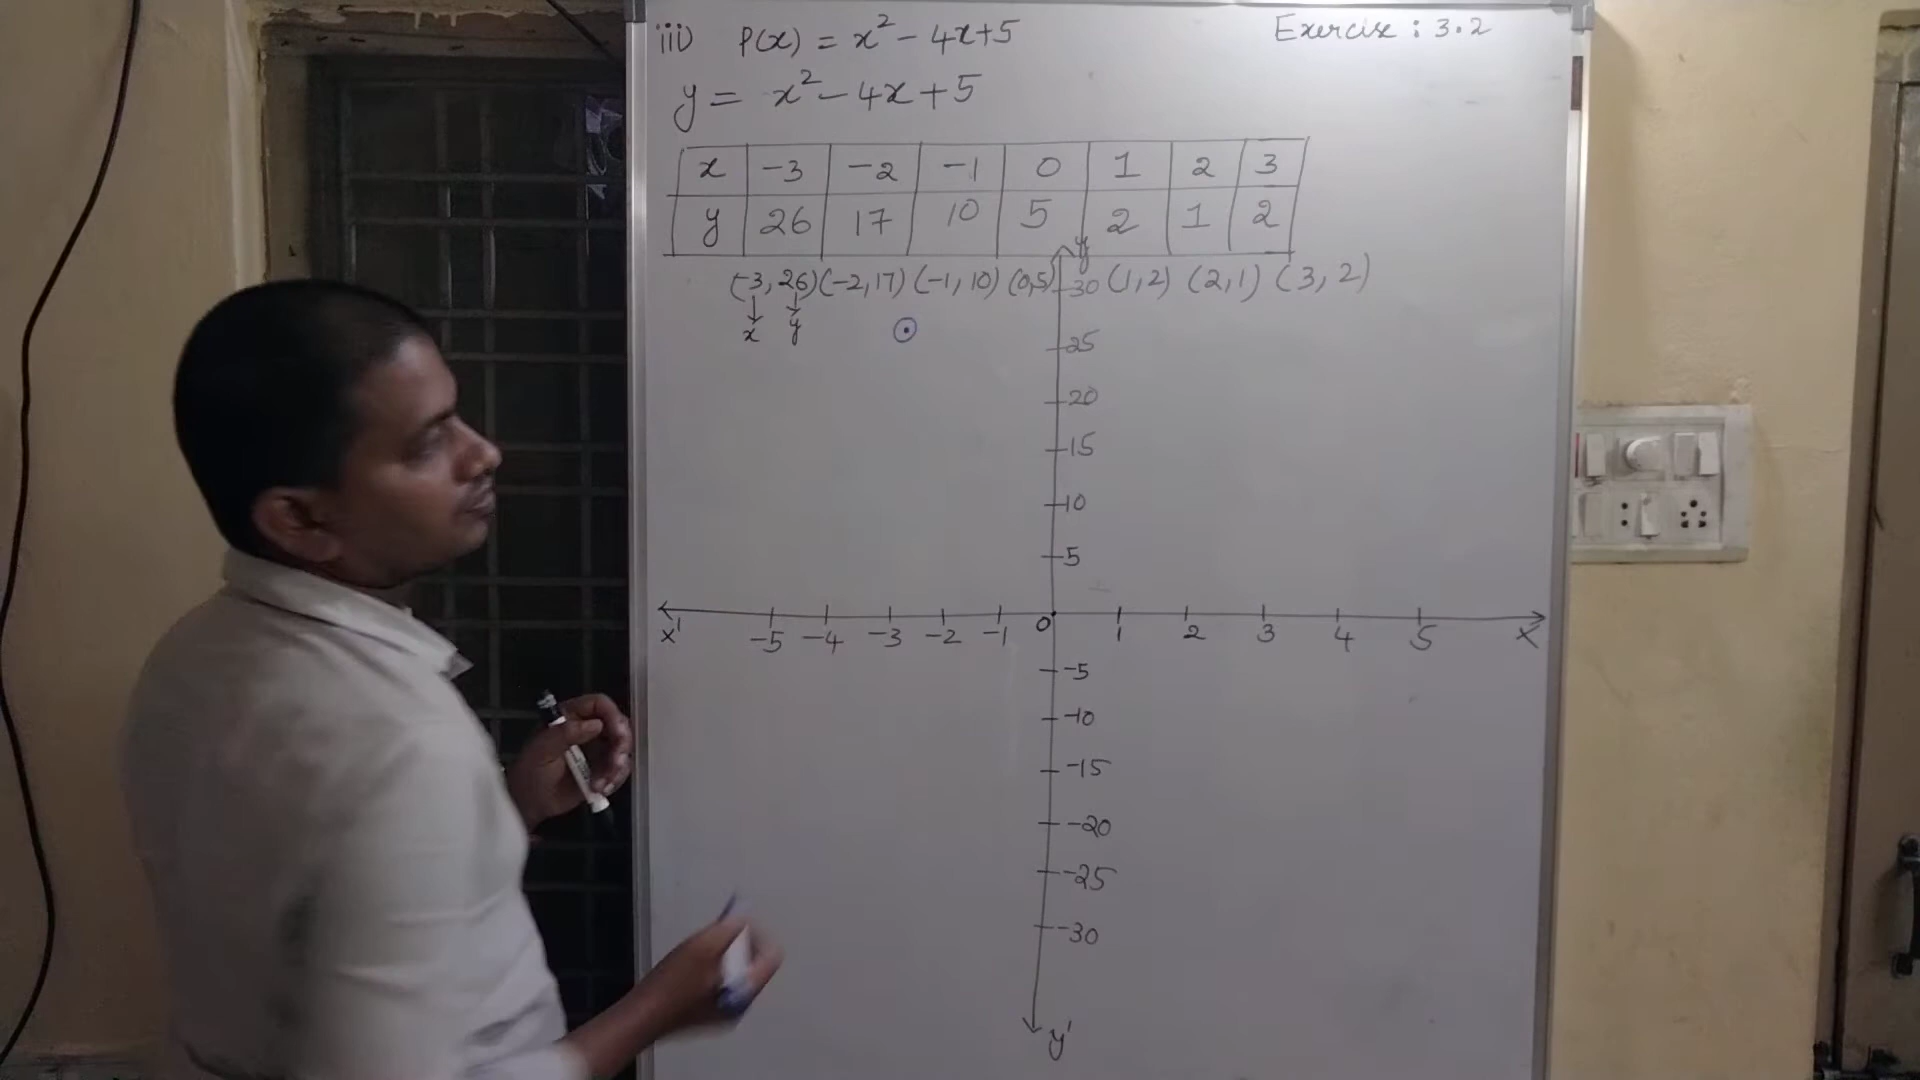 iii) P(x) = x² - 4x+5 Exercise : 3.2
y = x² - 4x + 5
x -3 -2 -1 0 1 2 3
y 26 17 10 5 2 1 2
y
(-3, 26) (-2, 17) (-1, 10) (0,5) 30 (1,2) (2,1) (3, 2)
x y
25
20
15
10
5
x' -5 -4 -3 -2 -1 0 1 2 3 4 5 x
-5
-10
-15
-20
-25
-30
y'